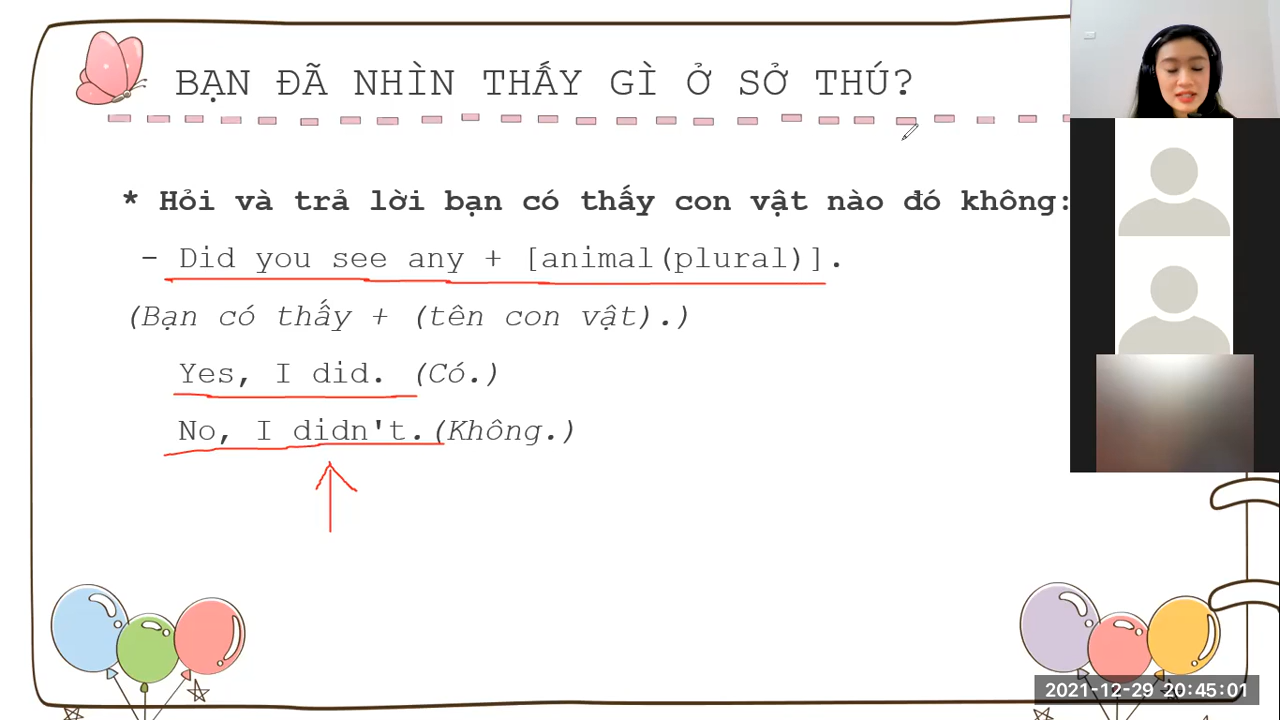 BẠN ĐÃ NHÌN THẤY GÌ Ở SỞ THÚ?
* Hỏi và trả lời bạn có thấy con vật nào đó không:
- Did you see any + [animal(plural)].
(Bạn có thấy + (tên con vật).)
Yes, I did. (Có.)
No, I didn't.(Không.)
2021-12-29 20:45:01